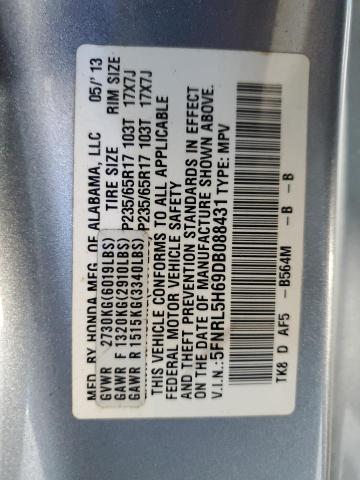 MFD BY HONDA MFG. OF ALABAMA, LLC 05/'13
GVWR 2730KG(6019LBS) TIRE SIZE RIM SIZE
GAWR F 1320KG(2910LBS) P235/65R17 103T 17X7J
GAWR R 1515KG(3340LBS) P235/65R17 103T 17X7J
THIS VEHICLE CONFORMS TO ALL APPLICABLE
FEDERAL MOTOR VEHICLE SAFETY
AND THEFT PREVENTION STANDARDS IN EFFECT
ON THE DATE OF MANUFACTURE SHOWN ABOVE.
V.I.N.: 5FNRL5H69DB088431 TYPE: MPV
TK8 D AF5 - B564M - B - B